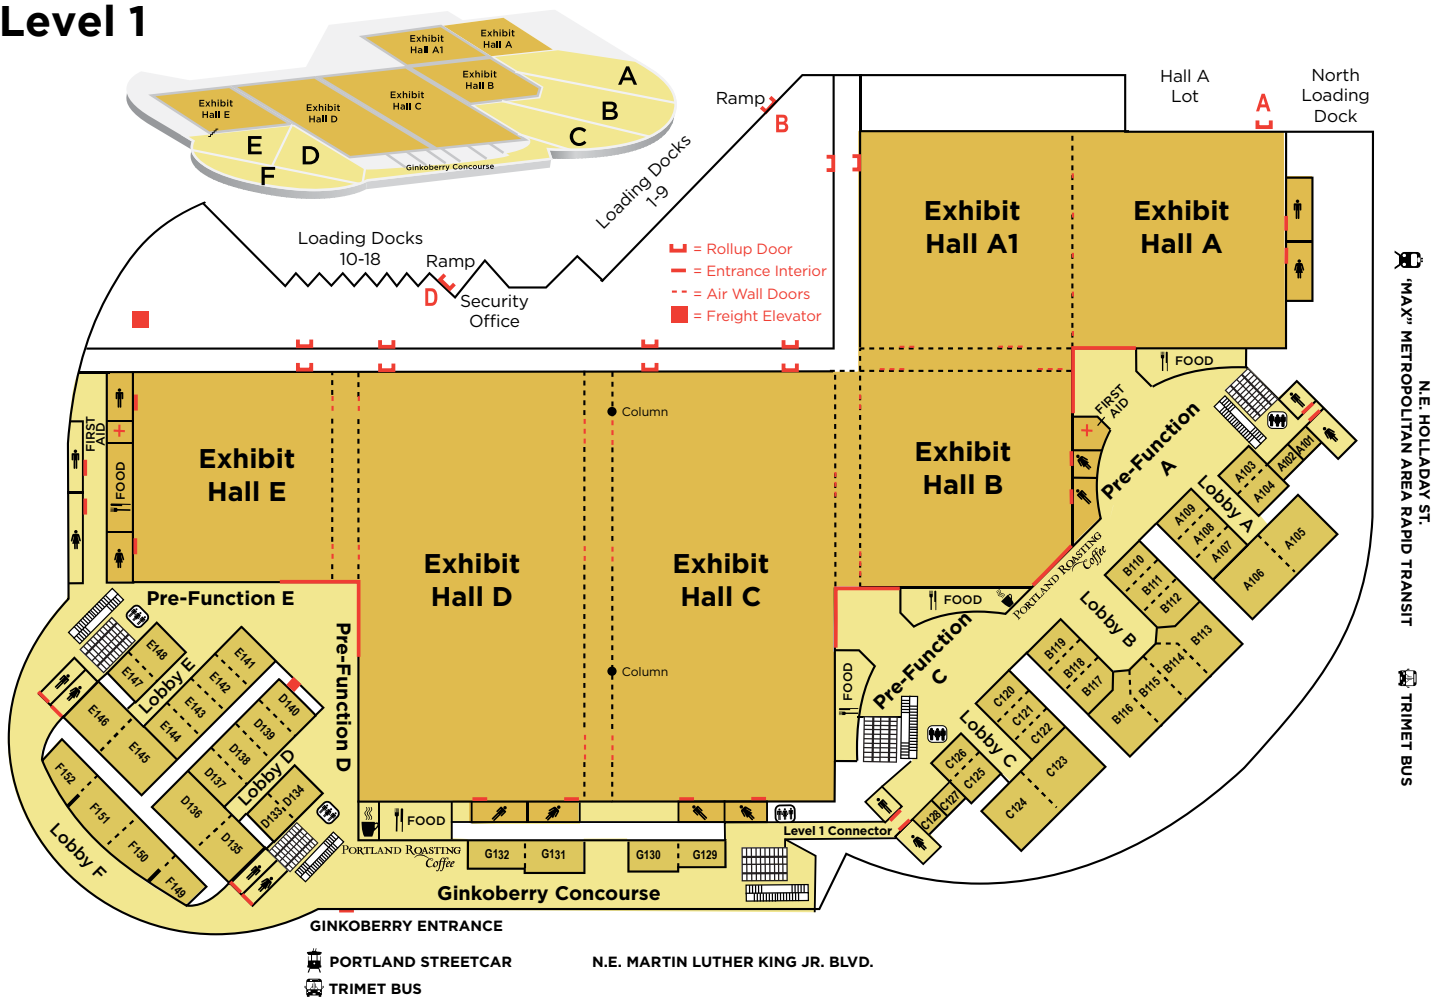 Level 1
Exhibit
Hall A1
Exhibit
Hall A
Exhibit
Hall B
Exhibit
Hall C
Exhibit
Hall D
Exhibit
Hall E
A
B
C
D
E
F
Ginkoberry Concourse
Ramp
B
Hall A
Lot
A
North
Loading
Dock
Loading Docks
1-9
Loading Docks
10-18
Ramp
D
Security
Office
= Rollup Door
= Entrance Interior
= Air Wall Doors
= Freight Elevator
Exhibit
Hall A1
Exhibit
Hall A
Exhibit
Hall B
Exhibit
Hall C
Exhibit
Hall D
Exhibit
Hall E
Column
Column
FIRST
AID
FOOD
FOOD
FIRST
AID
Pre-Function
A
Lobby A
A101
A102
A103
A104
A105
A106
A107
A108
A109
PORTLAND ROASTING
Coffee
FOOD
Lobby B
B110
B111
B112
B113
B114
B115
B116
B117
B118
B119
Pre-Function
C
FOOD
Lobby C
C120
C121
C122
C123
C124
C125
C126
C127
C128
Level 1 Connector
Pre-Function E
Pre-Function D
Lobby E
E148
E147
E141
E142
E143
E144
E146
E145
Lobby D
D140
D139
D138
D137
D136
D135
D134
D133
Lobby F
F152
F151
F150
F149
FOOD
PORTLAND ROASTING
Coffee
G132
G131
G130
G129
Ginkoberry Concourse
GINKOBERRY ENTRANCE
PORTLAND STREETCAR
TRIMET BUS
N.E. MARTIN LUTHER KING JR. BLVD.
N.E. HOLLADAY ST.
"MAX" METROPOLITAN AREA RAPID TRANSIT
TRIMET BUS